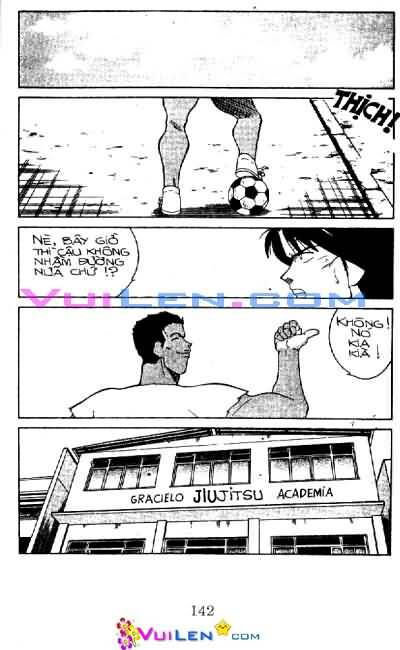 THỊCH!
NÈ, BÂY GIỜ
THÌ CẬU KHÔNG
NHẦM ĐƯỜNG
NỮA CHỨ!?
VUILEN.COM
KHÔNG!
NÓ
KIA
KÌA!
GRACIELO JIUJITSU ACADEMIA
142
VUILEN.COM